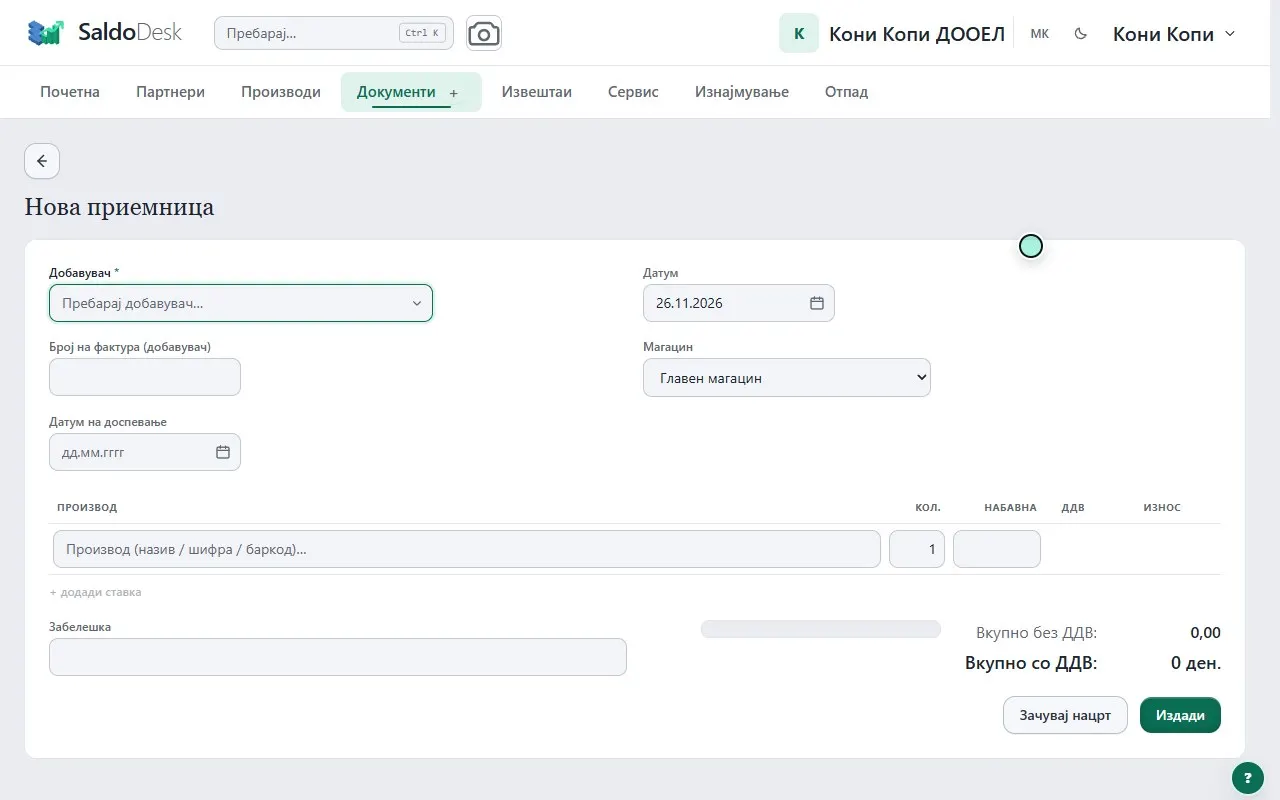 SaldoDesk
Пребарај...
Ctrl K
К
Кони Копи ДООЕЛ
МК
Кони Копи
Почетна
Партнери
Производи
Документи +
Извештаи
Сервис
Изнајмување
Отпад
Нова приемница
Добавувач *
Датум
Пребарај добавувач...
26.11.2026
Број на фактура (добавувач)
Магацин
Главен магацин
Датум на доспевање
дд.мм.гггг
ПРОИЗВОД
КОЛ.
НАБАВНА
ДДВ
ИЗНОС
Производ (назив / шифра / баркод)...
1
+ додади ставка
Забелешка
Вкупно без ДДВ: 0,00
Вкупно со ДДВ: 0 ден.
Зачувај нацрт
Издади
?